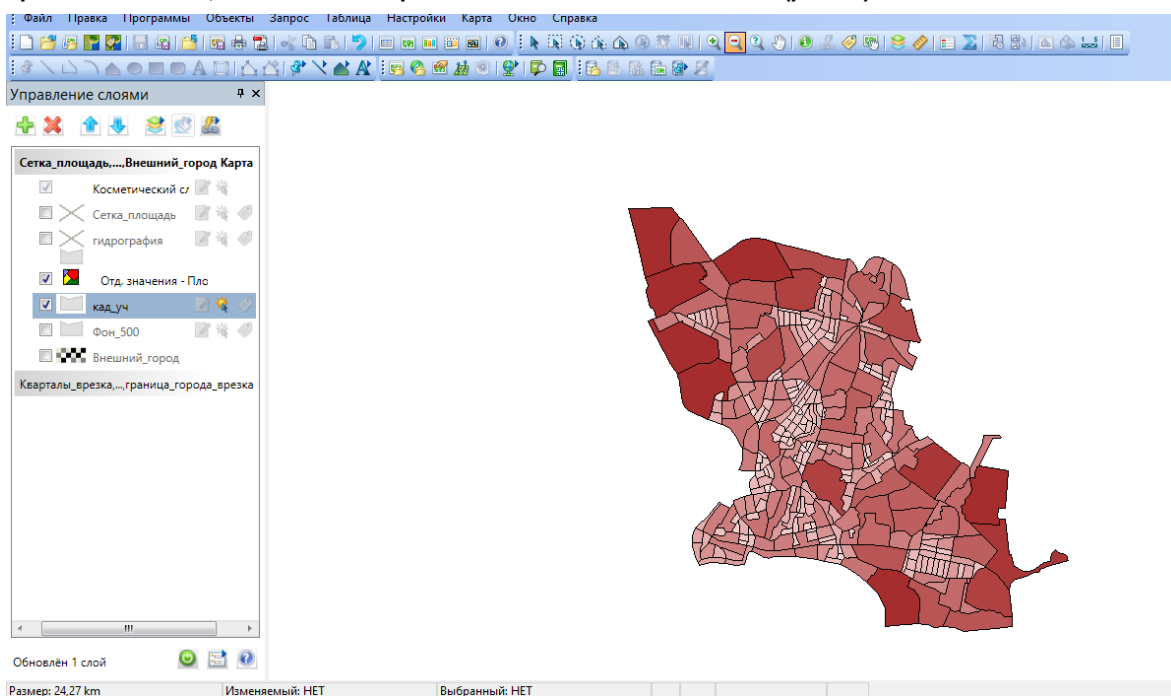 Файл Правка Программы Объекты Запрос Таблица Настройки Карта Окно Справка
Управление слоями
Сетка_площадь,...,Внешний_город Карта
Косметический сл
Сетка_площадь
гидрография
Отд. значения - Пло
кад_уч
Фон_500
Внешний_город
Кварталы_врезка,...,граница_города_врезка
Обновлён 1 слой
Размер: 24,27 km Изменяемый: НЕТ Выбранный: НЕТ